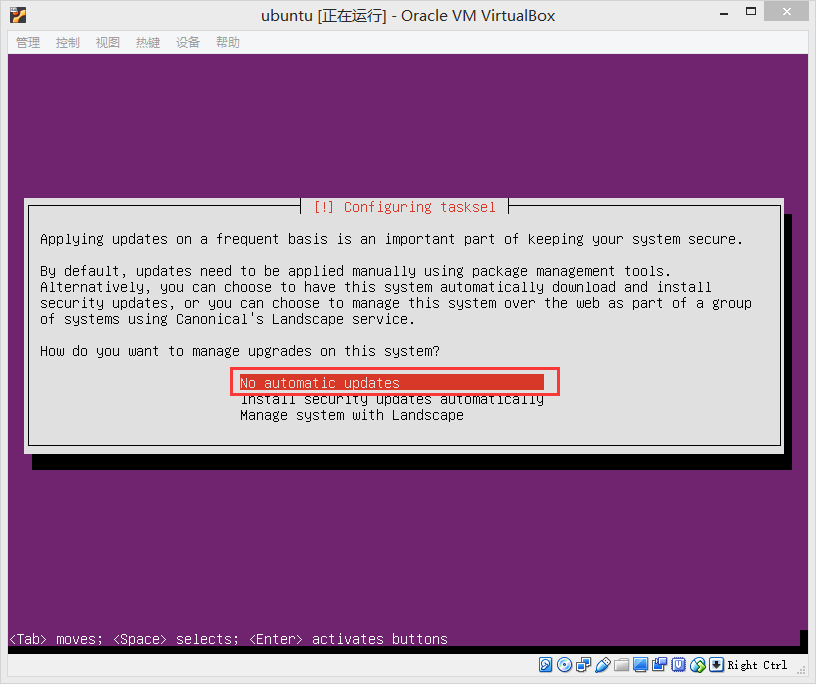 ubuntu [正在运行] - Oracle VM VirtualBox
管理 控制 视图 热键 设备 帮助
[!] Configuring tasksel
Applying updates on a frequent basis is an important part of keeping your system secure.
By default, updates need to be applied manually using package management tools.
Alternatively, you can choose to have this system automatically download and install
security updates, or you can choose to manage this system over the web as part of a group
of systems using Canonical's Landscape service.
How do you want to manage upgrades on this system?
No automatic updates
Install security updates automatically
Manage system with Landscape
<Tab> moves; <Space> selects; <Enter> activates buttons
Right Ctrl